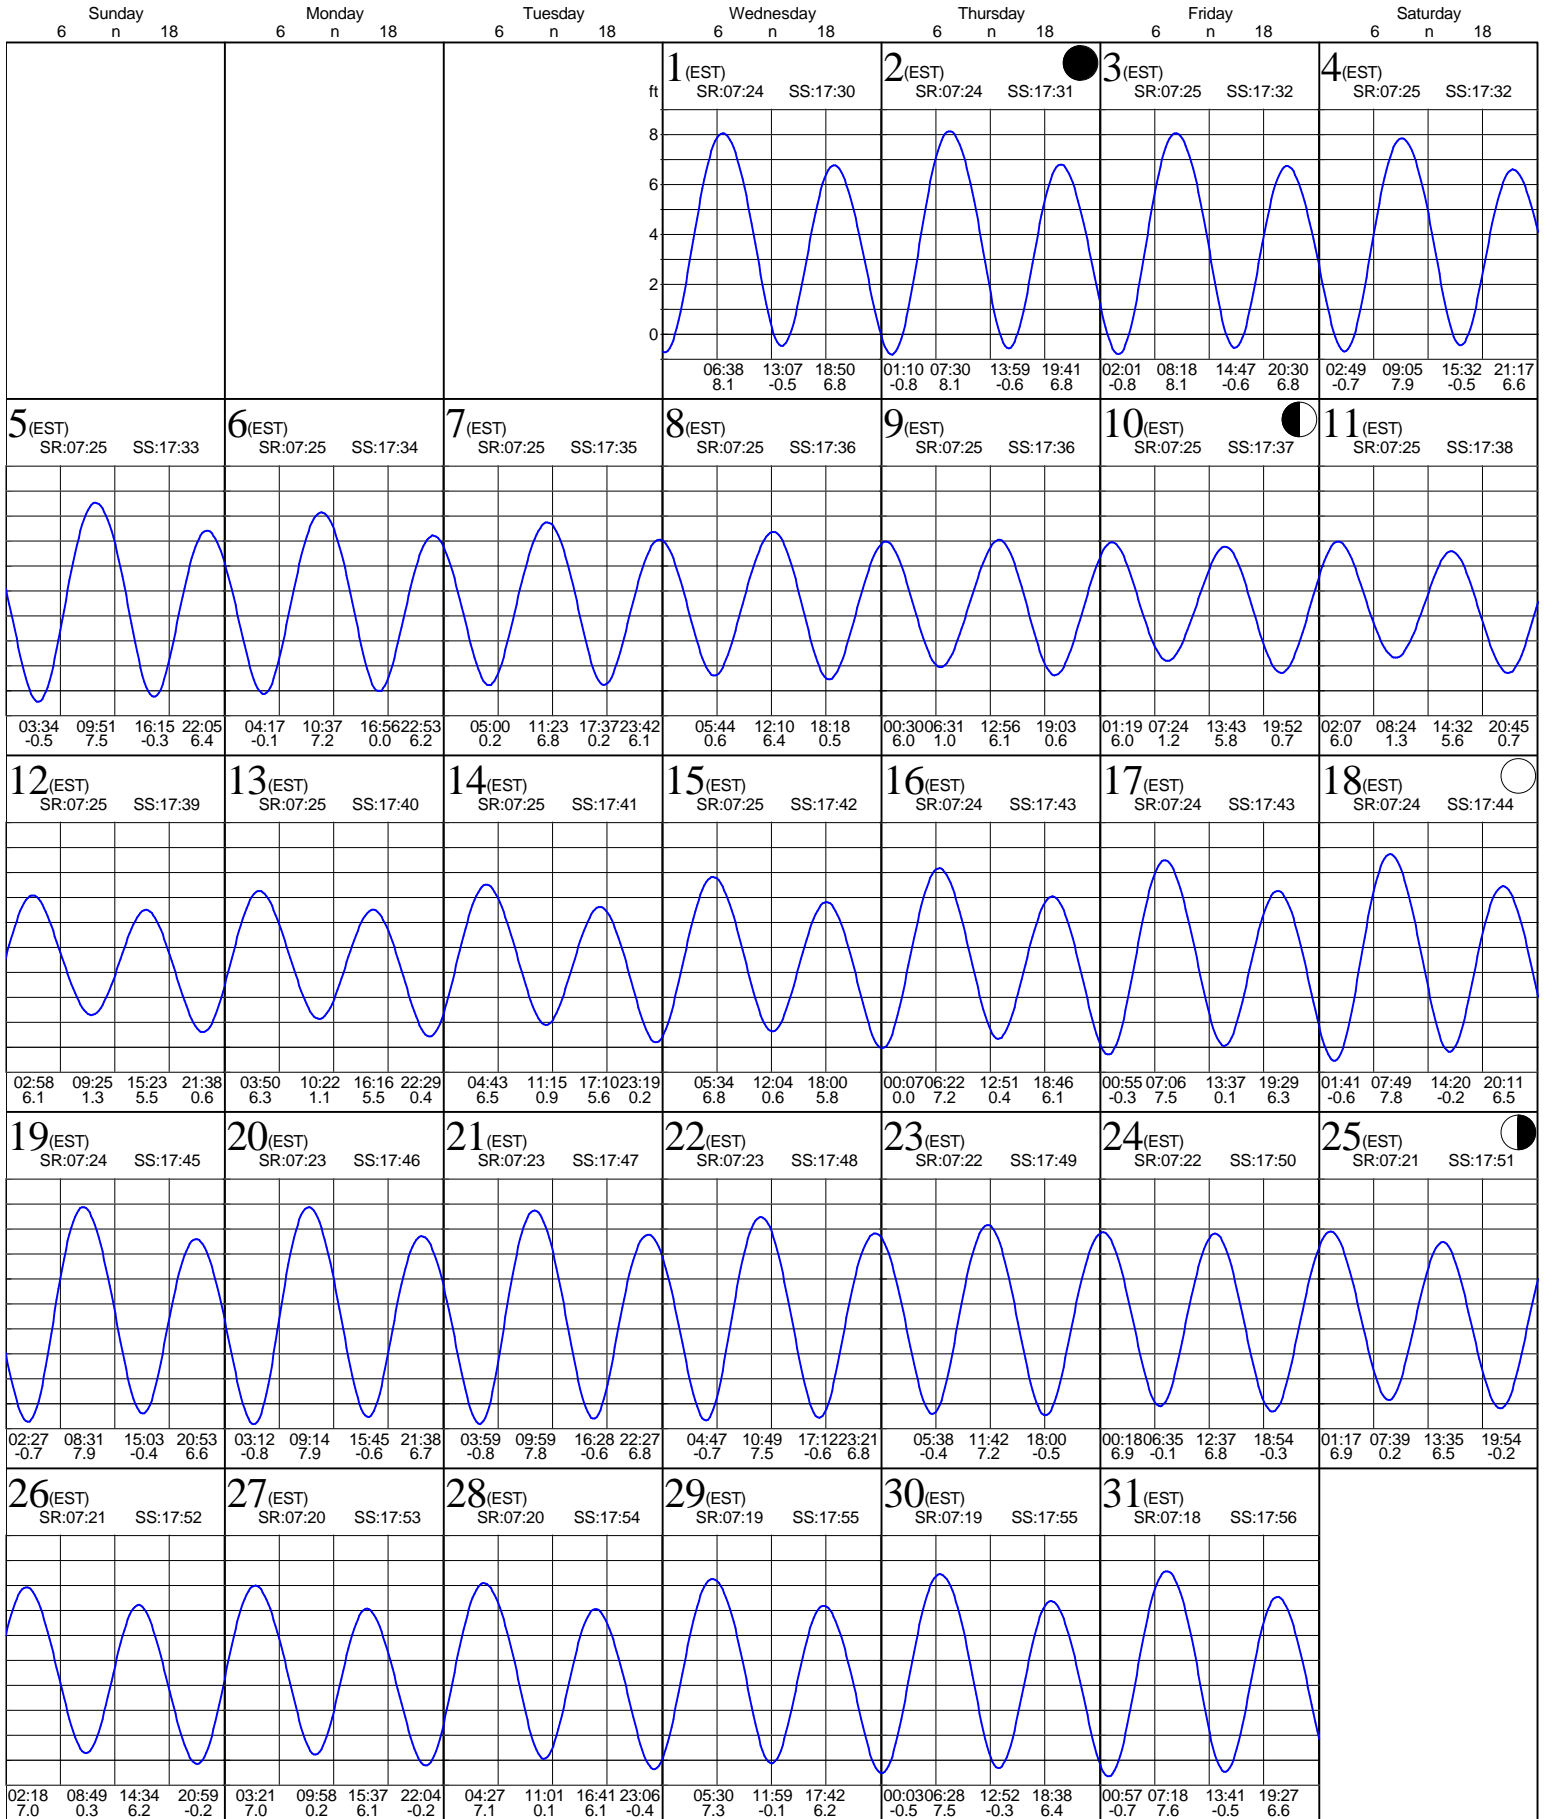 Sunday Monday Tuesday Wednesday Thursday Friday Saturday
6 n 18 6 n 18 6 n 18 6 n 18 6 n 18 6 n 18 6 n 18
1(EST) 2(EST) 3(EST) 4(EST)
ft SR:07:24 SS:17:30 SR:07:24 SS:17:31 SR:07:25 SS:17:32 SR:07:25 SS:17:32
8
6
4
2
0
06:38 13:07 18:50 01:10 07:30 13:59 19:41 02:01 08:18 14:47 20:30 02:49 09:05 15:32 21:17
8.1 -0.5 6.8 -0.8 8.1 -0.6 6.8 -0.8 8.1 -0.6 6.8 -0.7 7.9 -0.5 6.6
5(EST) 6(EST) 7(EST) 8(EST) 9(EST) 10(EST) 11(EST)
SR:07:25 SS:17:33 SR:07:25 SS:17:34 SR:07:25 SS:17:35 SR:07:25 SS:17:36 SR:07:25 SS:17:36 SR:07:25 SS:17:37 SR:07:25 SS:17:38
03:34 09:51 16:15 22:05 04:17 10:37 16:56 22:53 05:00 11:23 17:37 23:42 05:44 12:10 18:18 00:30 06:31 12:56 19:03 01:19 07:24 13:43 19:52 02:07 08:24 14:32 20:45
-0.5 7.5 -0.3 6.4 -0.1 7.2 0.0 6.2 0.2 6.8 0.2 6.1 0.6 6.4 0.5 6.0 1.0 6.1 0.6 6.0 1.2 5.8 0.7 6.0 1.3 5.6 0.7
12(EST) 13(EST) 14(EST) 15(EST) 16(EST) 17(EST) 18(EST)
SR:07:25 SS:17:39 SR:07:25 SS:17:40 SR:07:25 SS:17:41 SR:07:25 SS:17:42 SR:07:24 SS:17:43 SR:07:24 SS:17:43 SR:07:24 SS:17:44
02:58 09:25 15:23 21:38 03:50 10:22 16:16 22:29 04:43 11:15 17:10 23:19 05:34 12:04 18:00 00:07 06:22 12:51 18:46 00:55 07:06 13:37 19:29 01:41 07:49 14:20 20:11
6.1 1.3 5.5 0.6 6.3 1.1 5.5 0.4 6.5 0.9 5.6 0.2 6.8 0.6 5.8 0.0 7.2 0.4 6.1 -0.3 7.5 0.1 6.3 -0.6 7.8 -0.2 6.5
19(EST) 20(EST) 21(EST) 22(EST) 23(EST) 24(EST) 25(EST)
SR:07:24 SS:17:45 SR:07:23 SS:17:46 SR:07:23 SS:17:47 SR:07:23 SS:17:48 SR:07:22 SS:17:49 SR:07:22 SS:17:50 SR:07:21 SS:17:51
02:27 08:31 15:03 20:53 03:12 09:14 15:45 21:38 03:59 09:59 16:28 22:27 04:47 10:49 17:12 23:21 05:38 11:42 18:00 00:18 06:35 12:37 18:54 01:17 07:39 13:35 19:54
-0.7 7.9 -0.4 6.6 -0.8 7.9 -0.6 6.7 -0.8 7.8 -0.6 6.8 -0.7 7.5 -0.6 6.8 -0.4 7.2 -0.5 6.9 -0.1 6.8 -0.3 6.9 0.2 6.5 -0.2
26(EST) 27(EST) 28(EST) 29(EST) 30(EST) 31(EST)
SR:07:21 SS:17:52 SR:07:20 SS:17:53 SR:07:20 SS:17:54 SR:07:19 SS:17:55 SR:07:19 SS:17:55 SR:07:18 SS:17:56
02:18 08:49 14:34 20:59 03:21 09:58 15:37 22:04 04:27 11:01 16:41 23:06 05:30 11:59 17:42 00:03 06:28 12:52 18:38 00:57 07:18 13:41 19:27
7.0 0.3 6.2 -0.2 7.0 0.2 6.1 -0.2 7.1 0.1 6.1 -0.4 7.3 -0.1 6.2 -0.5 7.5 -0.3 6.4 -0.7 7.6 -0.5 6.6